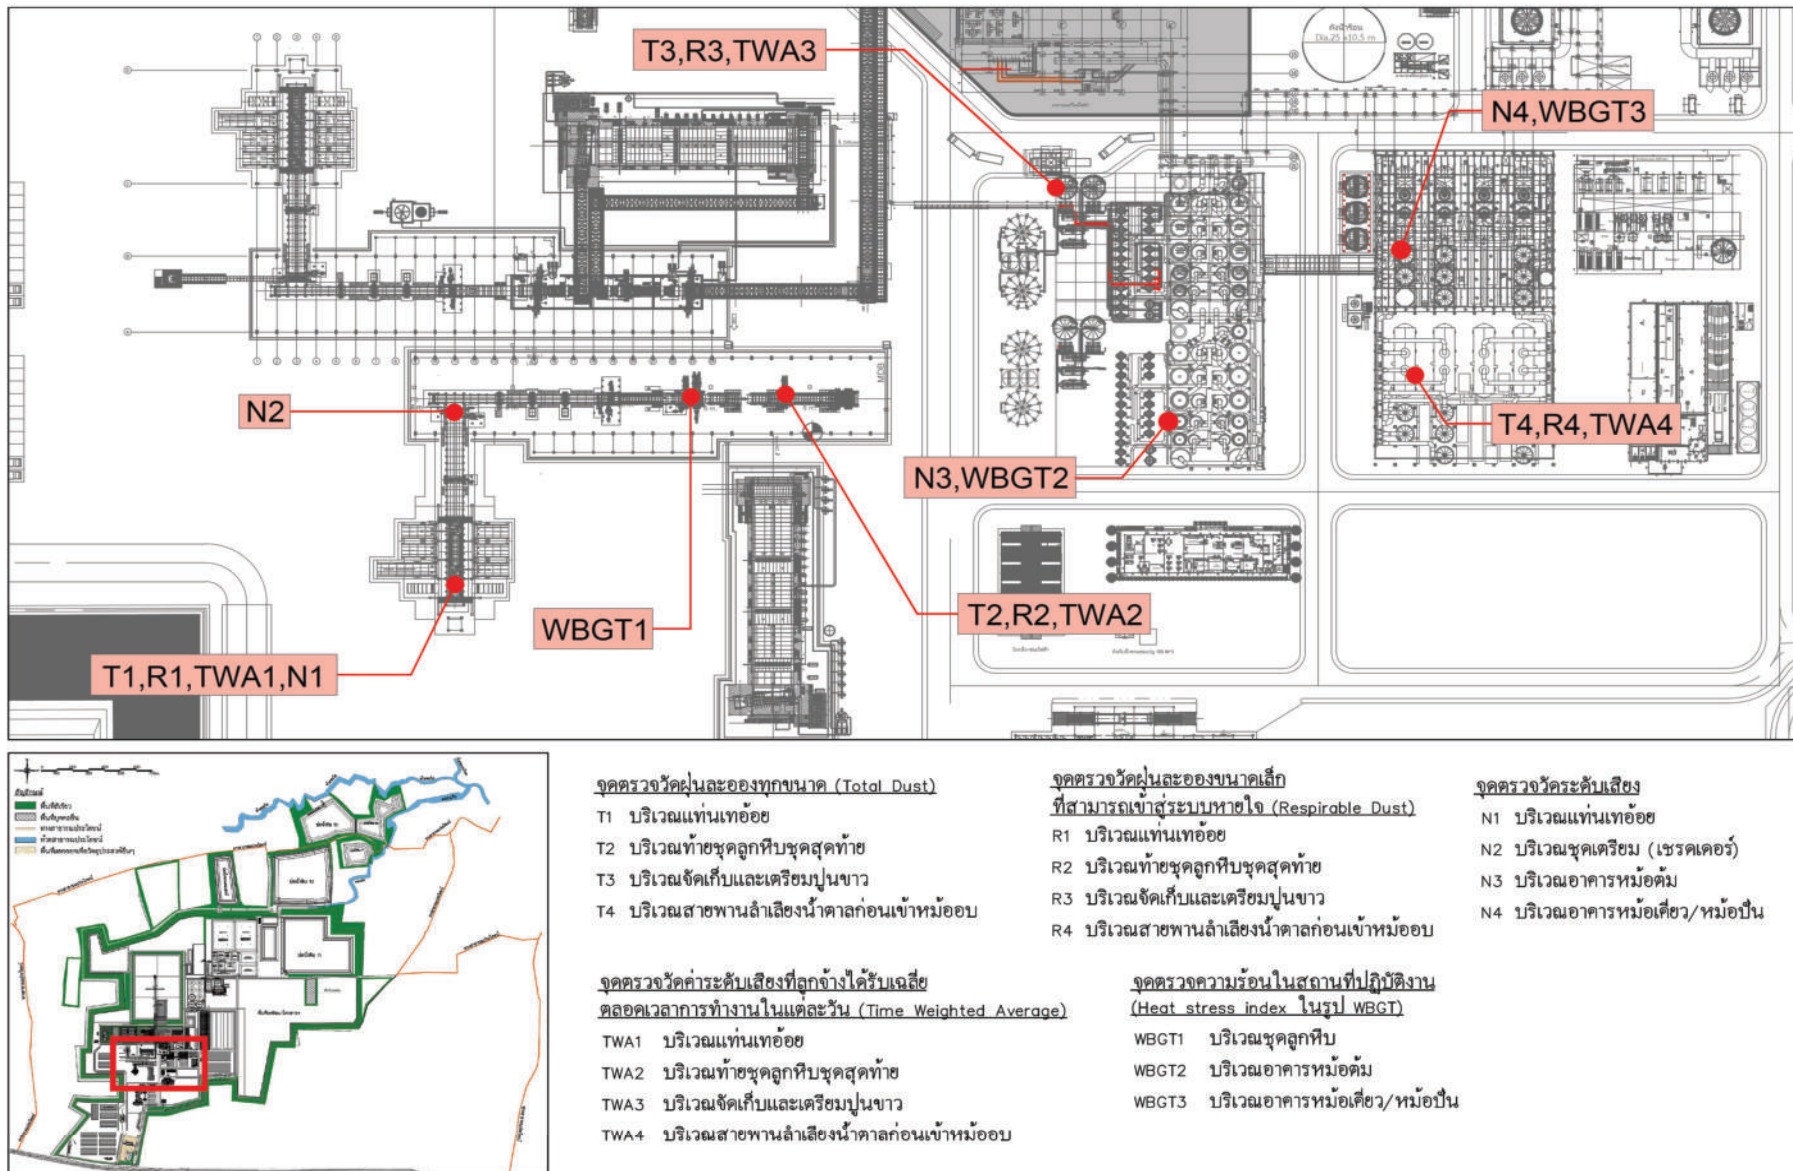 T3,R3,TWA3
ถังน้ำร้อน
Dia.25 x10.5 m
N4,WBGT3
MDB
N2
N3,WBGT2
T4,R4,TWA4
WBGT1
T2,R2,TWA2
T1,R1,TWA1,N1
สัญลักษณ์
พื้นที่สีเขียว
จุดตรวจวัดฝุ่นละอองทุกขนาด (Total Dust)
T1 บริเวณแท่นเทอ้อย
T2 บริเวณท้ายชุดลูกหีบชุดสุดท้าย
T3 บริเวณจัดเก็บและเตรียมปูนขาว
T4 บริเวณสายพานลำเลียงน้ำตาลก่อนเข้าหม้ออบ
จุดตรวจวัดฝุ่นละอองขนาดเล็ก
ที่สามารถเข้าสู่ระบบหายใจ (Respirable Dust)
R1 บริเวณแท่นเทอ้อย
R2 บริเวณท้ายชุดลูกหีบชุดสุดท้าย
R3 บริเวณจัดเก็บและเตรียมปูนขาว
R4 บริเวณสายพานลำเลียงน้ำตาลก่อนเข้าหม้ออบ
จุดตรวจวัดระดับเสียง
N1 บริเวณแท่นเทอ้อย
N2 บริเวณชุดเตรียม (เชรดเดอร์)
N3 บริเวณอาคารหม้อต้ม
N4 บริเวณอาคารหม้อเคี่ยว/หม้อปั่น
จุดตรวจวัดค่าระดับเสียงที่ลูกจ้างได้รับเฉลี่ย
ตลอดเวลาการทำงานในแต่ละวัน (Time Weighted Average)
TWA1 บริเวณแท่นเทอ้อย
TWA2 บริเวณท้ายชุดลูกหีบชุดสุดท้าย
TWA3 บริเวณจัดเก็บและเตรียมปูนขาว
TWA4 บริเวณสายพานลำเลียงน้ำตาลก่อนเข้าหม้ออบ
จุดตรวจความร้อนในสถานที่ปฏิบัติงาน
(Heat stress index ในรูป WBGT)
WBGT1 บริเวณชุดลูกหีบ
WBGT2 บริเวณอาคารหม้อต้ม
WBGT3 บริเวณอาคารหม้อเคี่ยว/หม้อปั่น